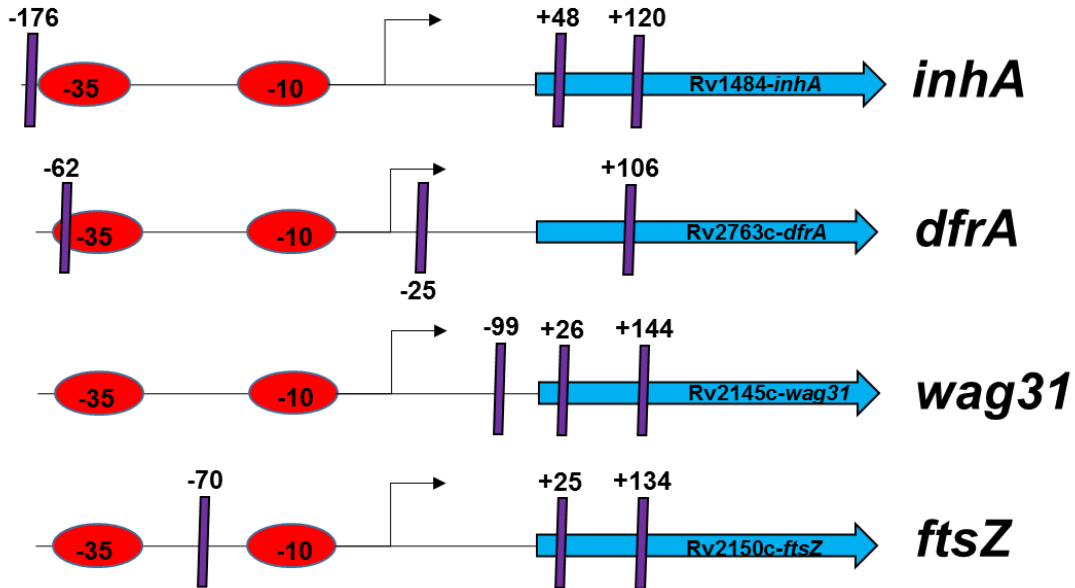 -176 +48 +120
-35 -10 Rv1484-inhA inhA
-62 +106
-35 -10 Rv2763c-dfrA dfrA
-25
-99 +26 +144
-35 -10 Rv2145c-wag31 wag31
-70 +25 +134
-35 -10 Rv2150c-ftsZ ftsZ